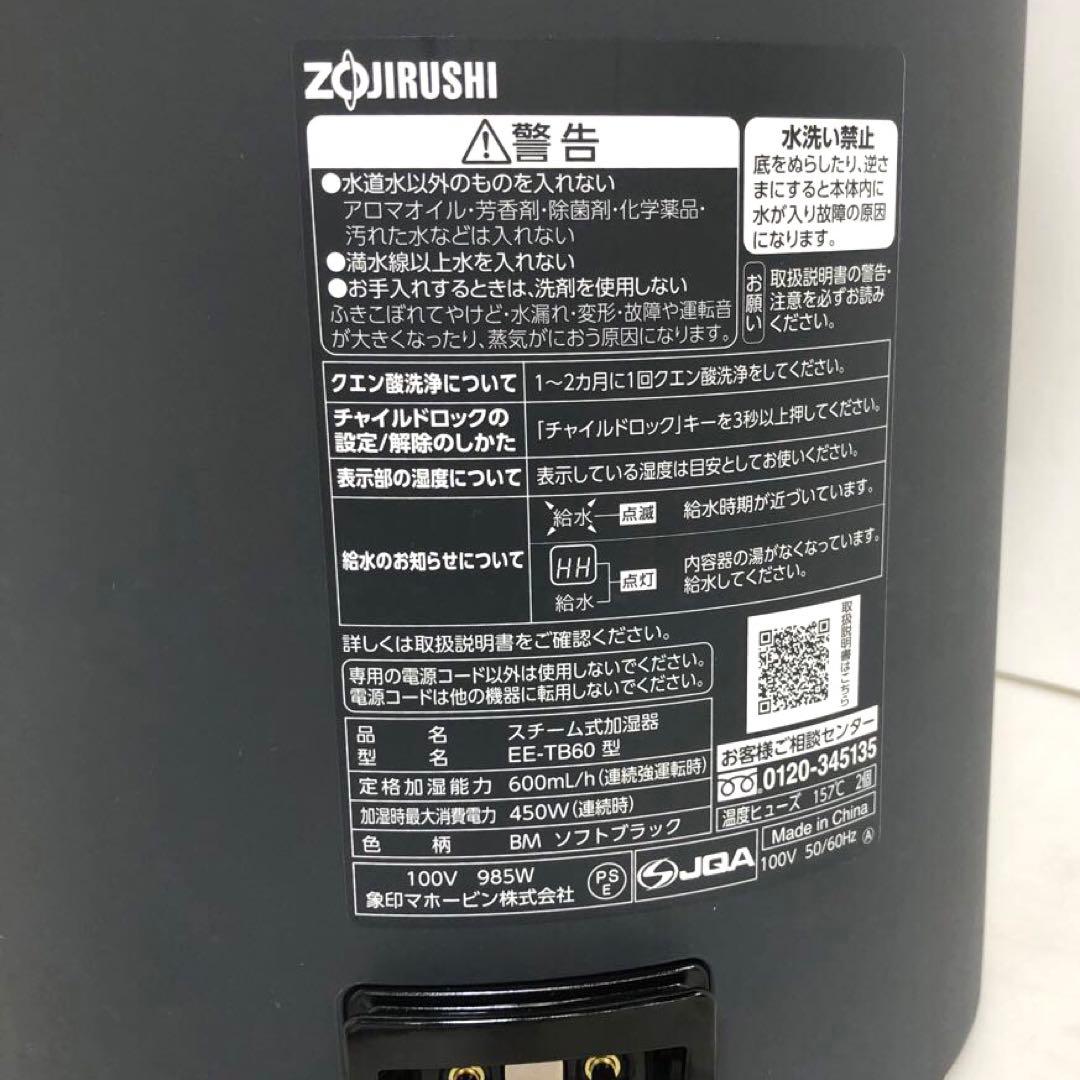 ZOJIRUSHI
警告
●水道水以外のものを入れない
アロマオイル・芳香剤・除菌剤・化学薬品・
汚れた水などは入れない
●満水線以上水を入れない
●お手入れするときは、洗剤を使用しない
ふきこぼれてやけど・水漏れ・変形・故障や運転音
が大きくなったり、蒸気がにおう原因になります。
水洗い禁止
底をぬらしたり、逆さ
まにすると本体内に
水が入り故障の原因
になります。
お願い
取扱説明書の警告・
注意を必ずお読み
ください。
クエン酸洗浄について
1〜2カ月に1回クエン酸洗浄をしてください。
チャイルドロックの
設定/解除のしかた
「チャイルドロック」キーを3秒以上押してください。
表示部の湿度について
表示している湿度は目安としてお使いください。
給水のお知らせについて
給水 点滅 給水時期が近づいています。
HH
給水
点灯
内容器の湯がなくなっています。
給水してください。
詳しくは取扱説明書をご確認ください。
専用の電源コード以外は使用しないでください。
電源コードは他の機器に転用しないでください。
取扱説明書はこちら
品名 スチーム式加湿器
型名 EE-TB60 型
定格加湿能力 600mL/h(連続強運転時)
加湿時最大消費電力 450W(連続時)
色柄 BM ソフトブラック
お客様ご相談センター
0120-345135
温度ヒューズ 157℃ 2個
Made in China
100V 50/60Hz Ⓐ
100V 985W
象印マホービン株式会社
PS
E
JQA